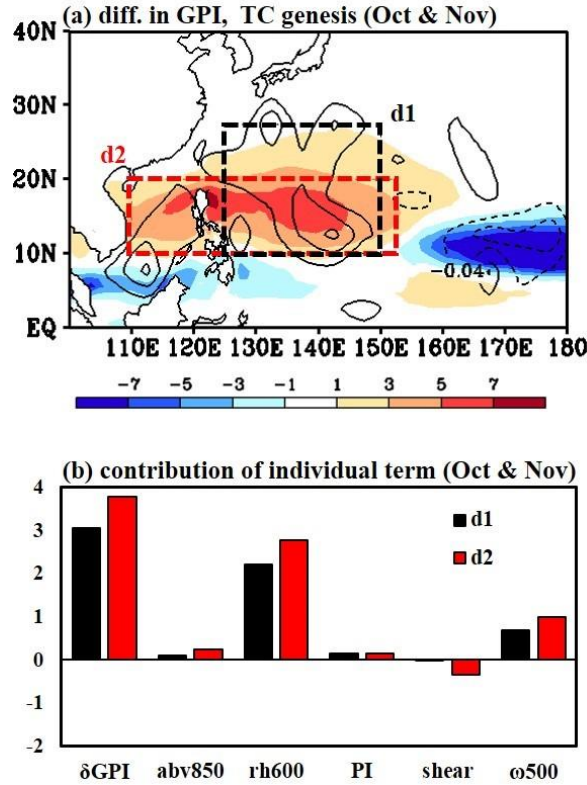 (a) diff. in GPI, TC genesis (Oct & Nov)
40N
30N
20N
10N
EQ
d1
d2
-0.04
110E 120E 130E 140E 150E 160E 170E 180
-7 -5 -3 -1 1 3 5 7
(b) contribution of individual term (Oct & Nov)
4
3
2
1
0
-1
-2
d1
d2
δGPI abv850 rh600 PI shear ω500